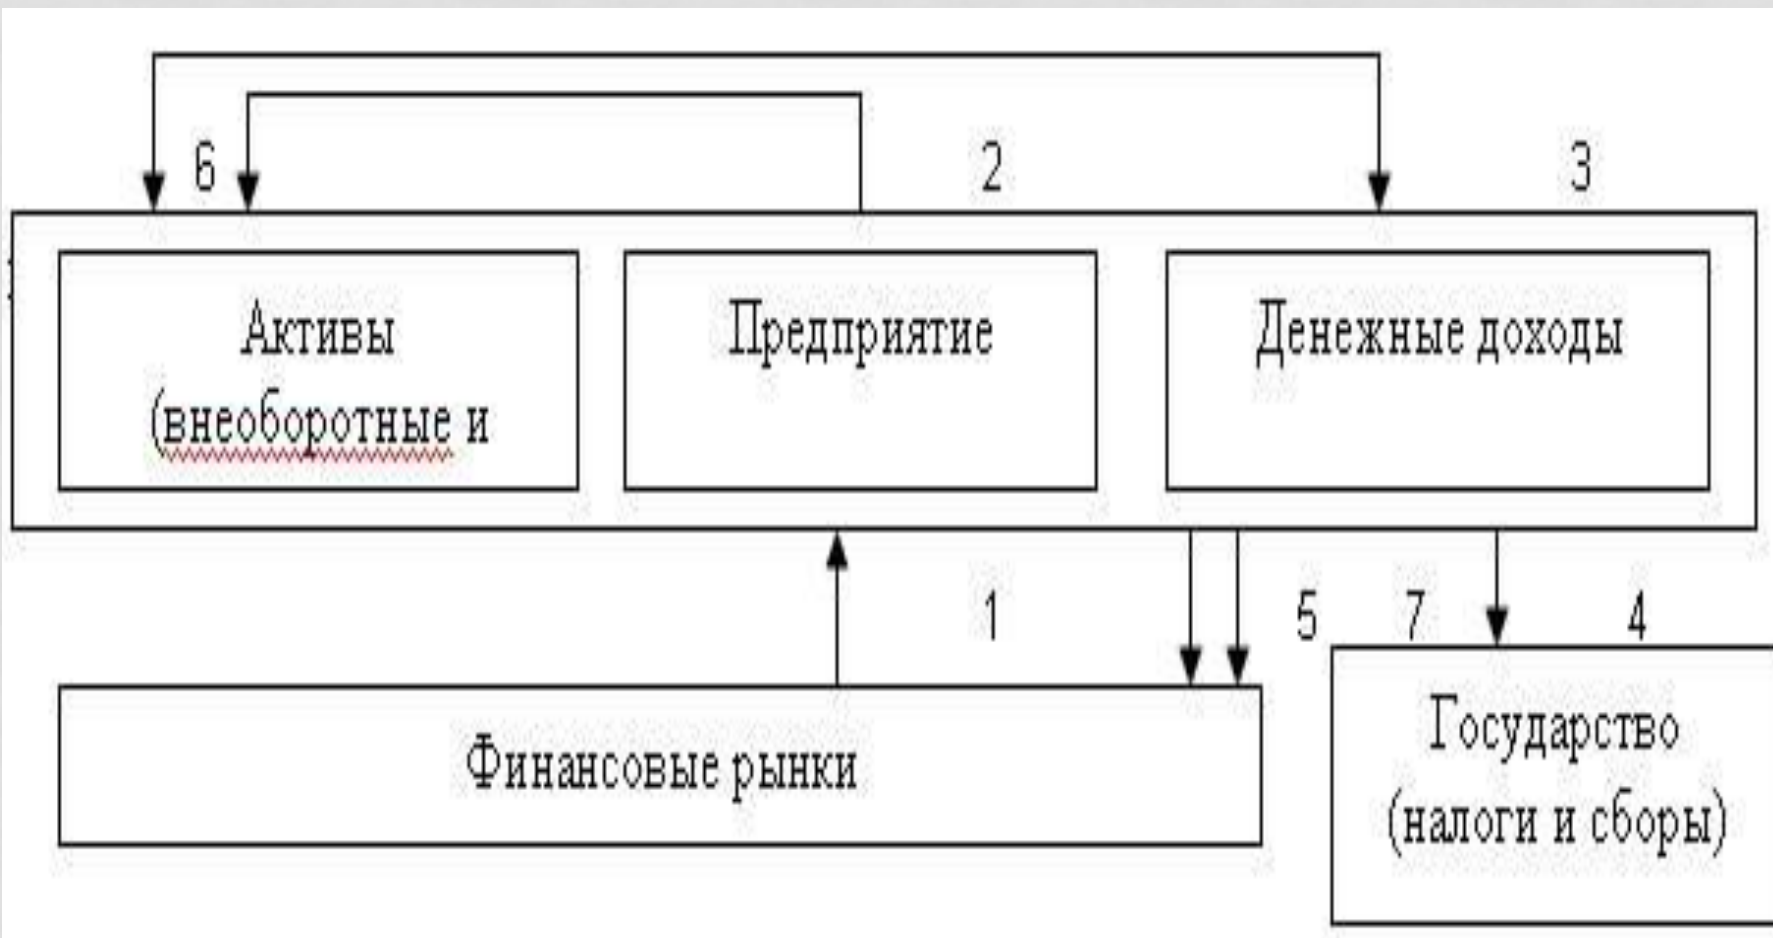 6 2 3
Активы
(внеоборотные и
Предприятие
Денежные доходы
1 5 7 4
Финансовые рынки
Государство
(налоги и сборы)